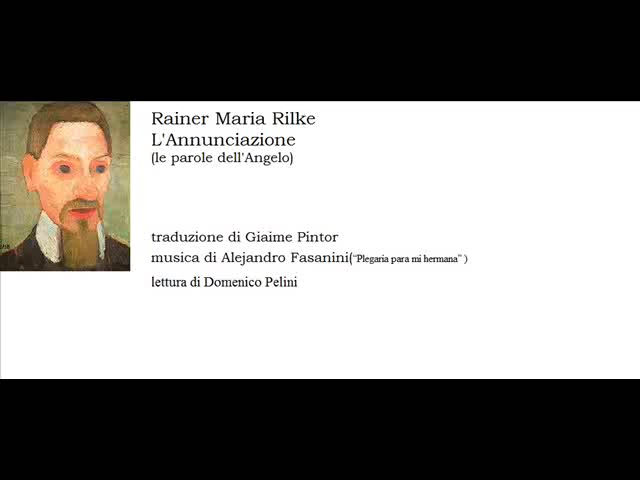 Rainer Maria Rilke
L'Annunciazione
(le parole dell'Angelo)
traduzione di Giaime Pintor
musica di Alejandro Fasanini("Plegaria para mi hermana" )
lettura di Domenico Pelini